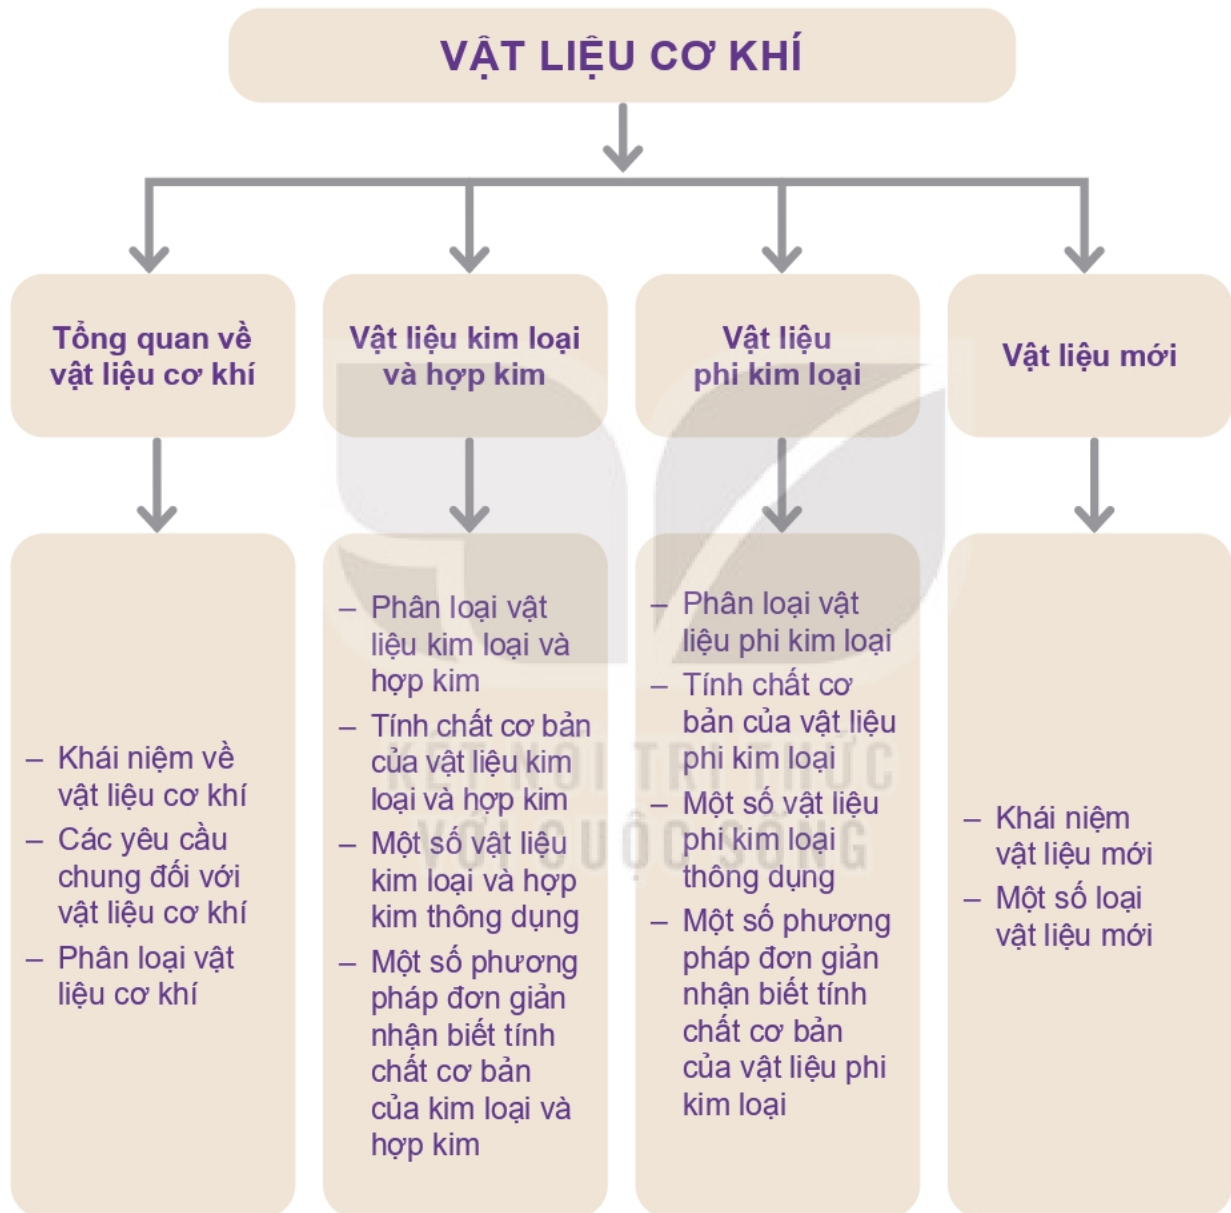 VẬT LIỆU CƠ KHÍ
Tổng quan về
vật liệu cơ khí
Vật liệu kim loại
và hợp kim
Vật liệu
phi kim loại
Vật liệu mới
– Khái niệm về
vật liệu cơ khí
– Các yêu cầu
chung đối với
vật liệu cơ khí
– Phân loại vật
liệu cơ khí
– Phân loại vật
liệu kim loại và
hợp kim
– Tính chất cơ bản
của vật liệu kim
loại và hợp kim
– Một số vật liệu
kim loại và hợp
kim thông dụng
– Một số phương
pháp đơn giản
nhận biết tính
chất cơ bản
của kim loại và
hợp kim
– Phân loại vật
liệu phi kim loại
– Tính chất cơ
bản của vật liệu
phi kim loại
– Một số vật liệu
phi kim loại
thông dụng
– Một số phương
pháp đơn giản
nhận biết tính
chất cơ bản
của vật liệu phi
kim loại
– Khái niệm
vật liệu mới
– Một số loại
vật liệu mới
KẾT NỐI TRI THỨC
VỚI CUỘC SỐNG